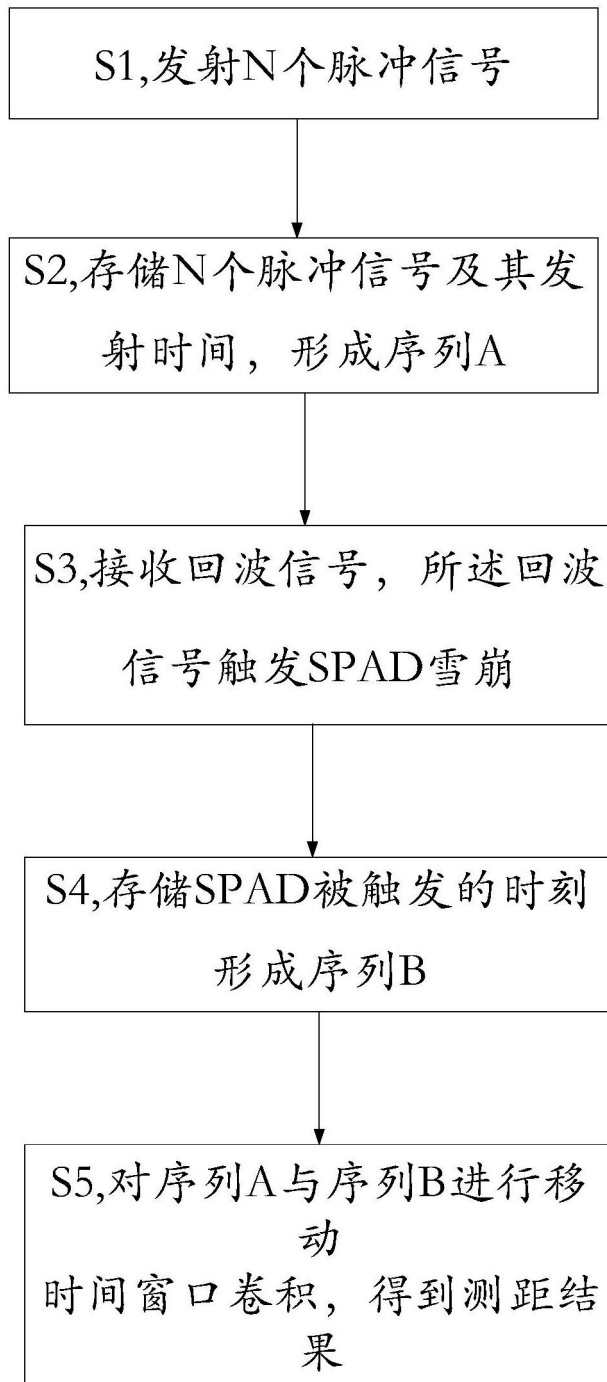 S1,发射N个脉冲信号
S2,存储N个脉冲信号及其发
射时间，形成序列A
S3,接收回波信号，所述回波
信号触发SPAD雪崩
S4,存储SPAD被触发的时刻
形成序列B
S5,对序列A与序列B进行移
动
时间窗口卷积，得到测距结
果